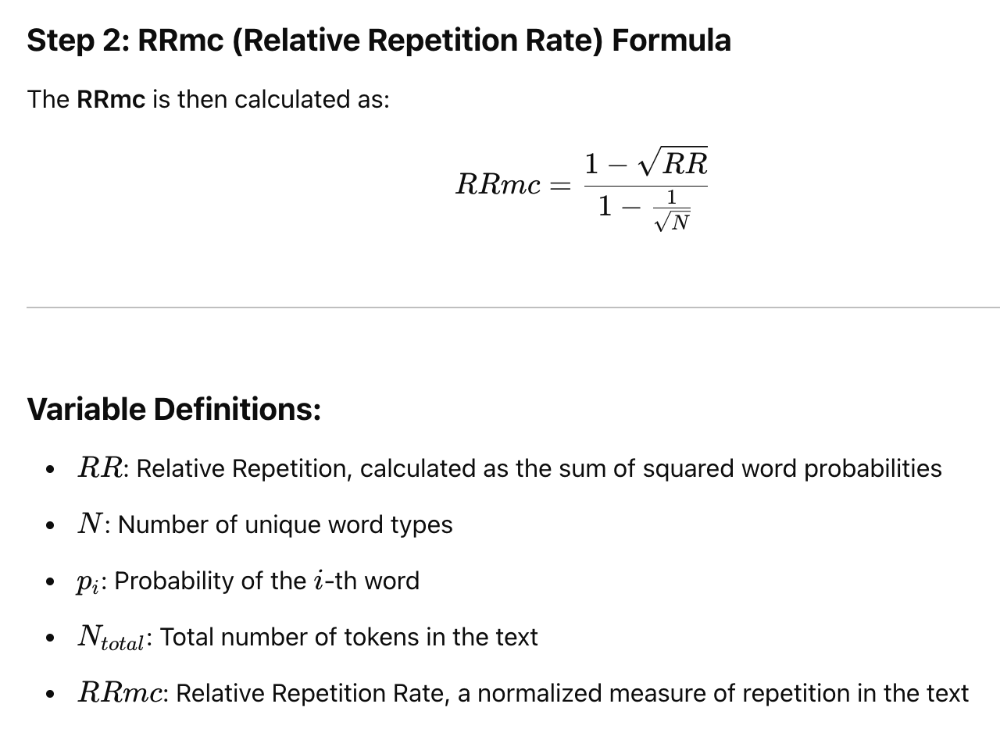 Step 2: RRmc (Relative Repetition Rate) Formula
The RRmc is then calculated as:
$RRmc = \frac{1 - \sqrt{RR}}{1 - \frac{1}{\sqrt{N}}}$
Variable Definitions:
• $RR$: Relative Repetition, calculated as the sum of squared word probabilities
• $N$: Number of unique word types
• $p_i$: Probability of the $i$-th word
• $N_{total}$: Total number of tokens in the text
• $RRmc$: Relative Repetition Rate, a normalized measure of repetition in the text